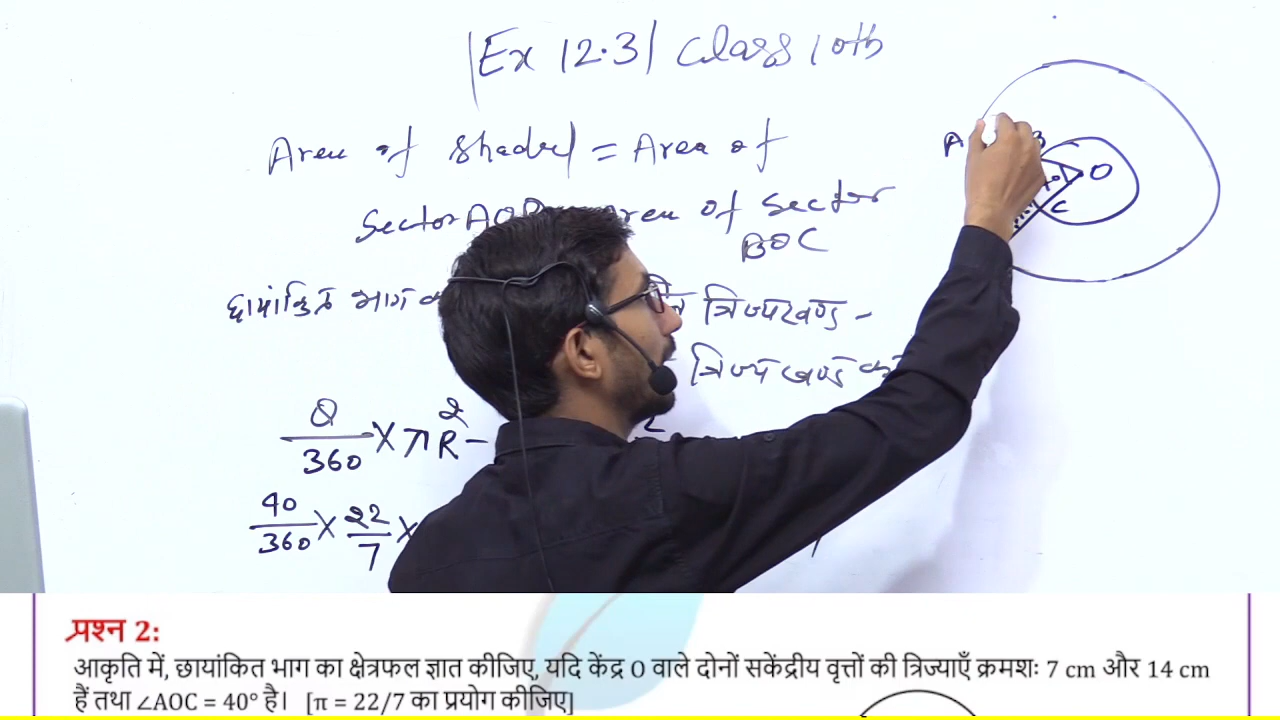 Ex 12.3 Class 10th
Area of Shaded = Area of
Sector AO Area of Sector
BOC
छायांकित भाग त्रिज्यखण्ड -
त्रिज्य खण्ड
θ/360 × πR² -
40/360 × 22/7 ×
A B O C
प्रश्न 2:
आकृति में, छायांकित भाग का क्षेत्रफल ज्ञात कीजिए, यदि केंद्र O वाले दोनों सकेंद्रीय वृत्तों की त्रिज्याएँ क्रमशः 7 cm और 14 cm
हैं तथा ∠AOC = 40° है। [π = 22/7 का प्रयोग कीजिए]